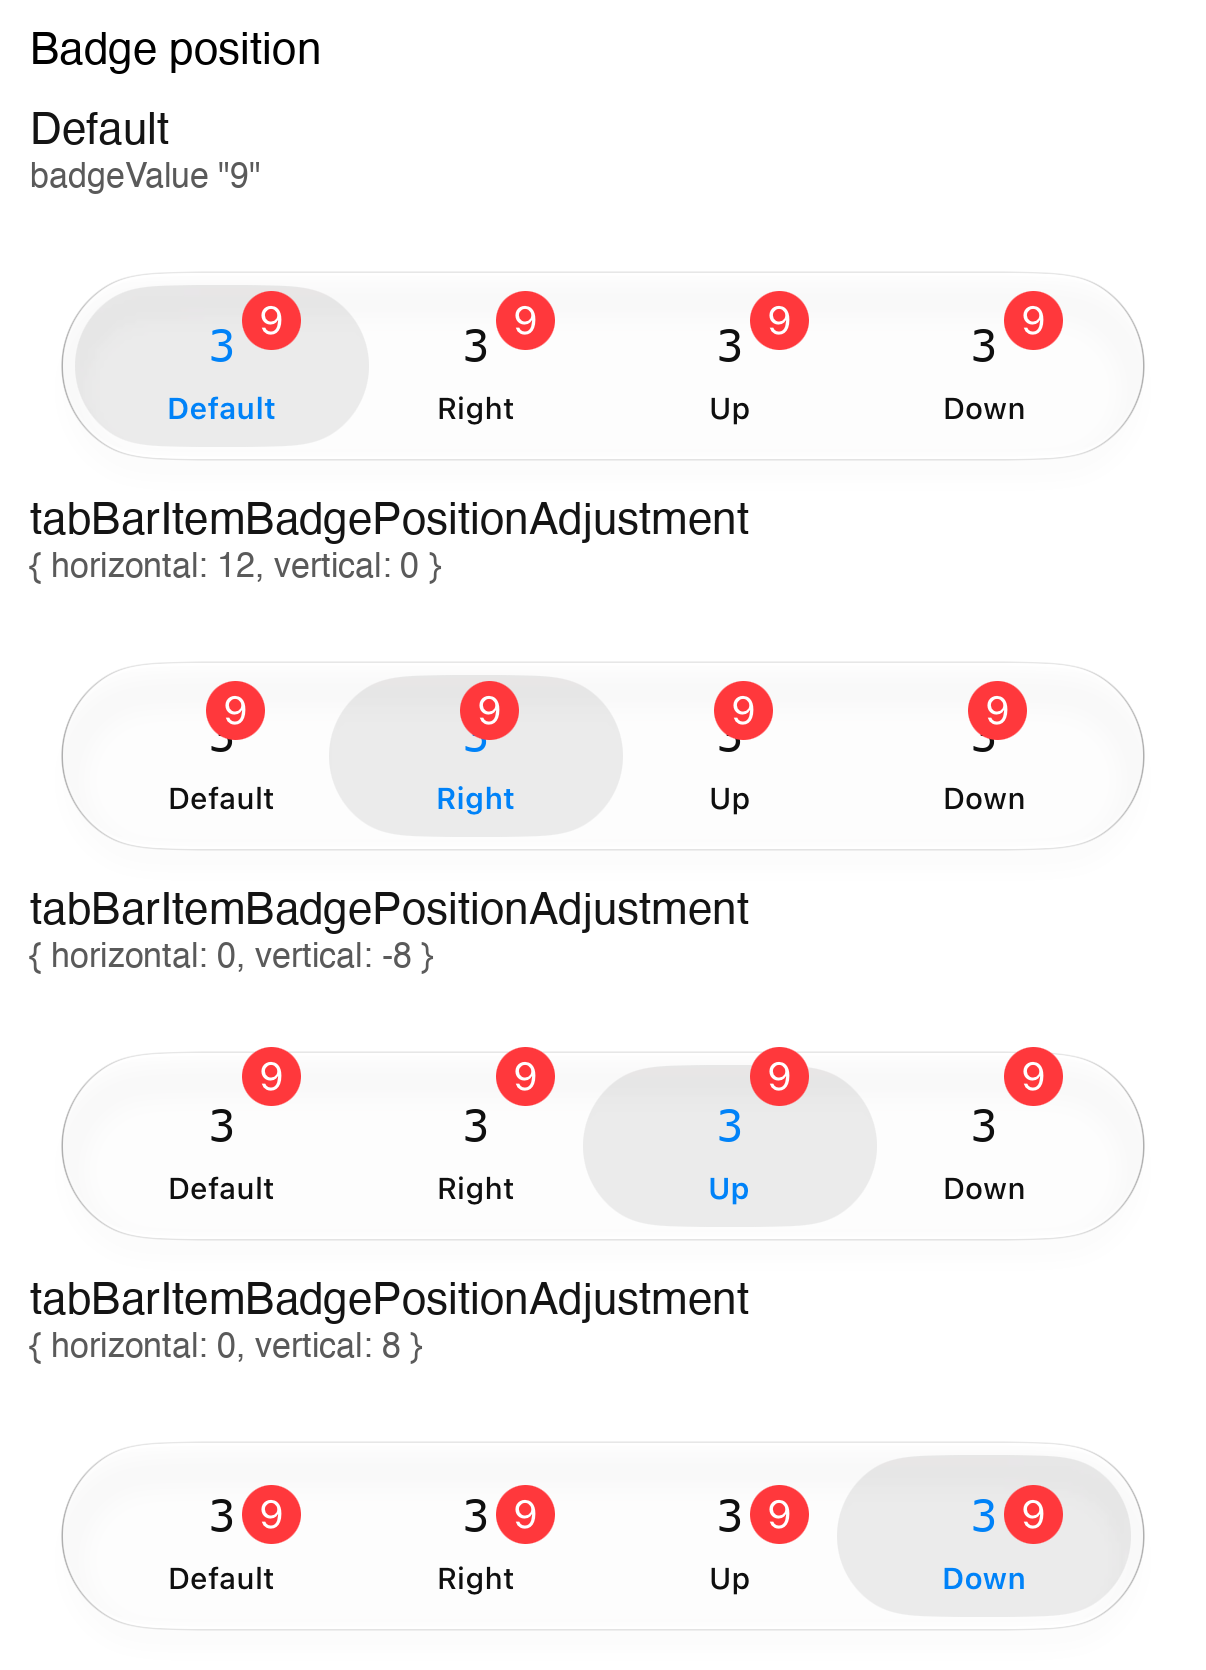 Badge position
Default
badgeValue "9"
3 9 3 9 3 9 3 9
Default Right Up Down
tabBarItemBadgePositionAdjustment
{ horizontal: 12, vertical: 0 }
9 9 9 9
Default Right Up Down
tabBarItemBadgePositionAdjustment
{ horizontal: 0, vertical: -8 }
9 9 9 9
3 3 3 3
Default Right Up Down
tabBarItemBadgePositionAdjustment
{ horizontal: 0, vertical: 8 }
3 9 3 9 3 9 3 9
Default Right Up Down